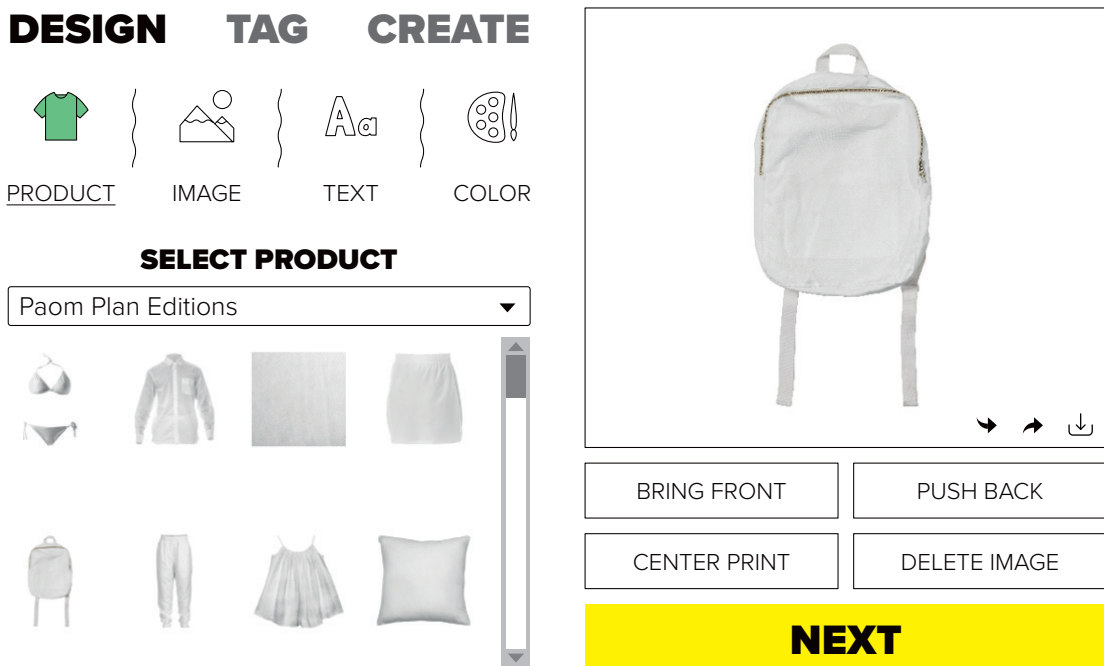 DESIGN TAG CREATE
Aa
PRODUCT IMAGE TEXT COLOR
SELECT PRODUCT
Paom Plan Editions
BRING FRONT PUSH BACK
CENTER PRINT DELETE IMAGE
NEXT